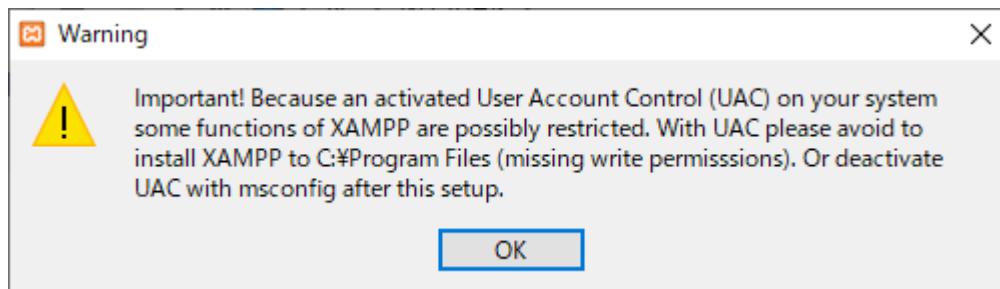 Warning
Important! Because an activated User Account Control (UAC) on your system
some functions of XAMPP are possibly restricted. With UAC please avoid to
install XAMPP to C:¥Program Files (missing write permisssions). Or deactivate
UAC with msconfig after this setup.
OK